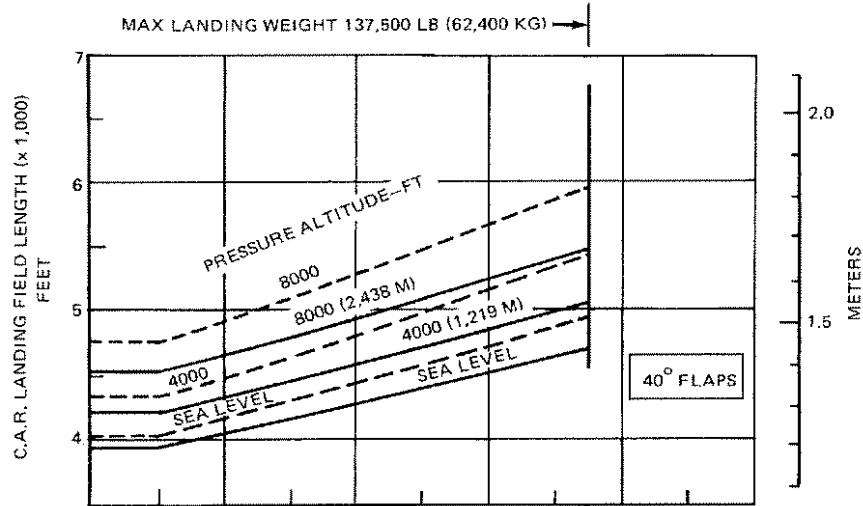 MAX LANDING WEIGHT 137,500 LB (62,400 KG)
7
6
5
4
C.A.R. LANDING FIELD LENGTH (x 1,000)
FEET
PRESSURE ALTITUDE–FT
8000
8000 (2,438 M)
4000 (1,219 M)
4000
SEA LEVEL
SEA LEVEL
40° FLAPS
2.0
1.5
METERS